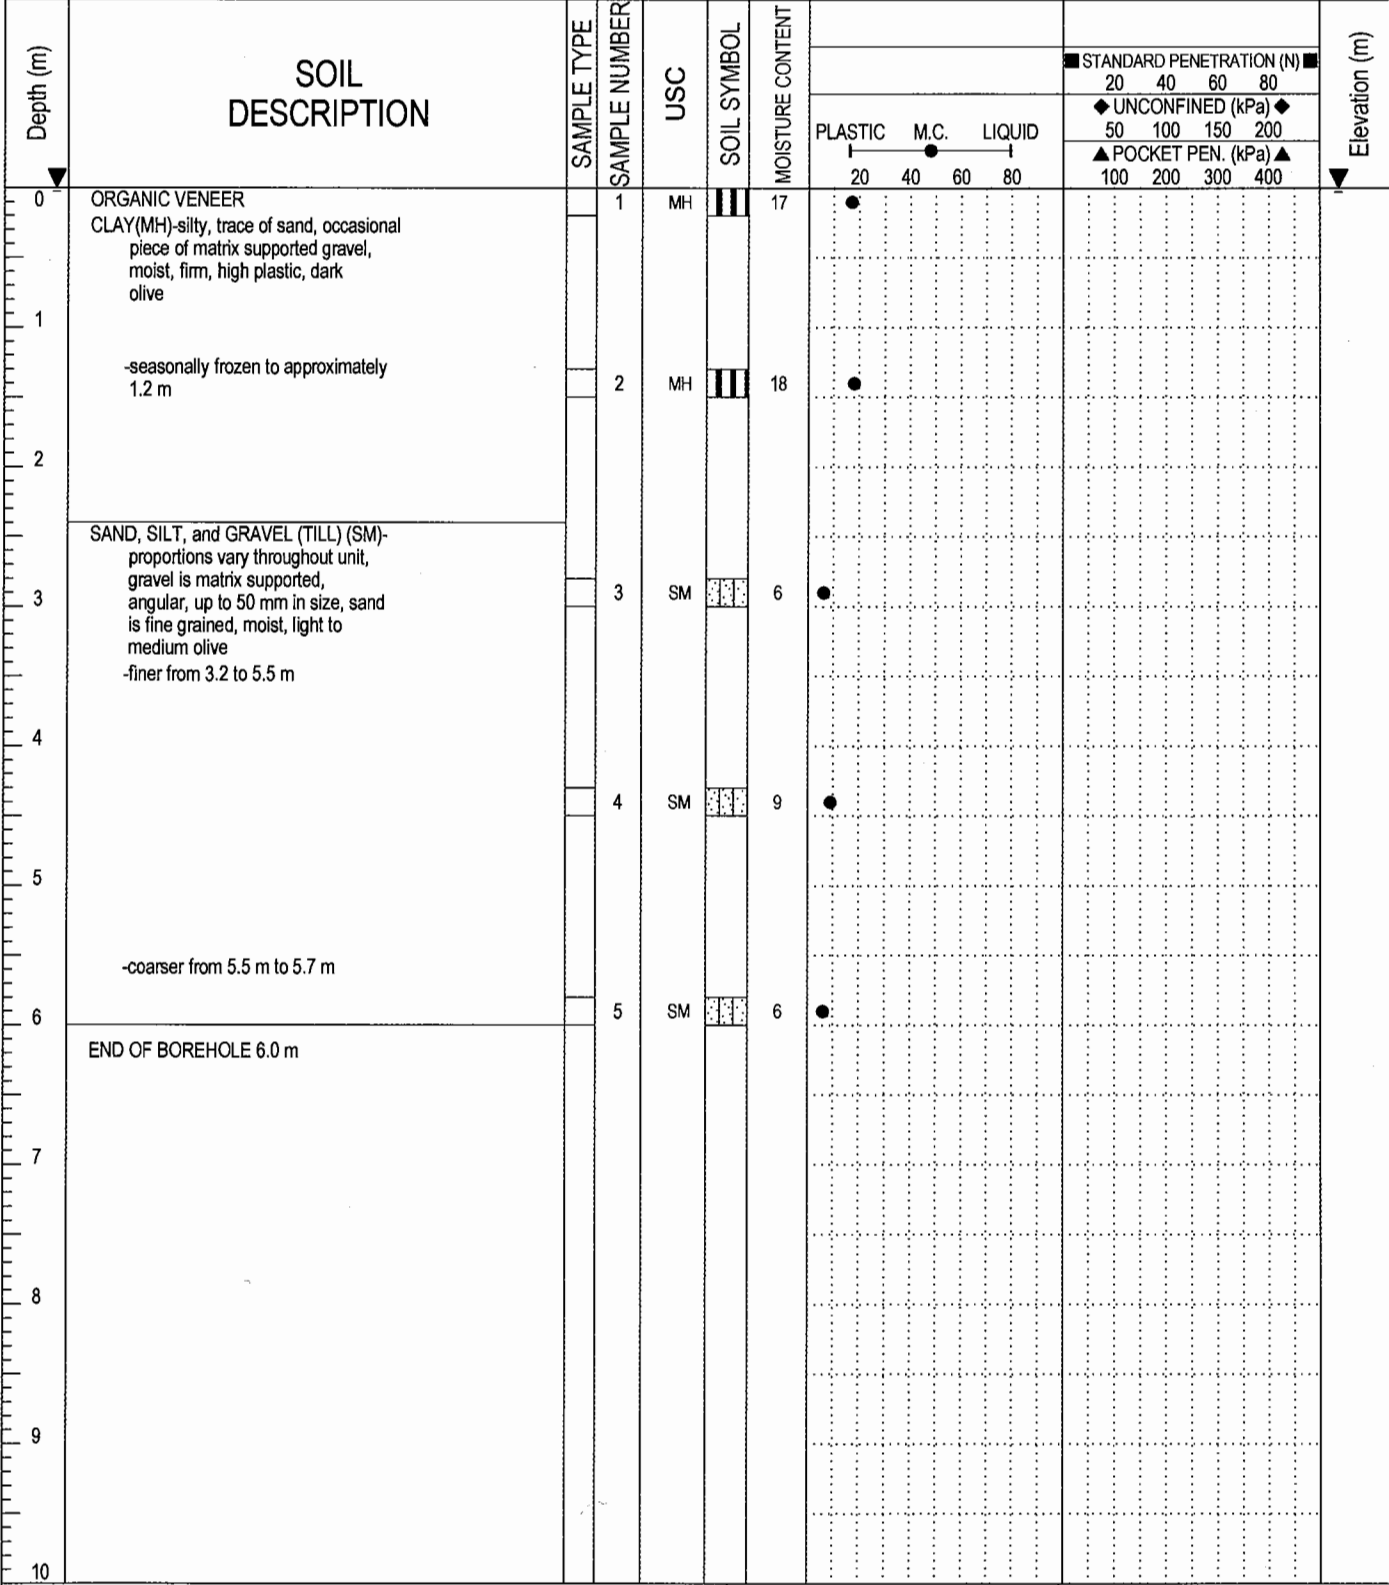 Depth (m)
SOIL
DESCRIPTION
SAMPLE TYPE
SAMPLE NUMBER
USC
SOIL SYMBOL
MOISTURE CONTENT
PLASTIC M.C. LIQUID
20 40 60 80
■ STANDARD PENETRATION (N) ■
20 40 60 80
◆ UNCONFINED (kPa) ◆
50 100 150 200
▲ POCKET PEN. (kPa) ▲
100 200 300 400
Elevation (m)
0
ORGANIC VENEER
1 MH 17
CLAY(MH)-silty, trace of sand, occasional
piece of matrix supported gravel,
moist, firm, high plastic, dark
olive
1
-seasonally frozen to approximately
1.2 m
2 MH 18
2
SAND, SILT, and GRAVEL (TILL) (SM)-
proportions vary throughout unit,
gravel is matrix supported,
angular, up to 50 mm in size, sand
is fine grained, moist, light to
medium olive
3 SM 6
3
-finer from 3.2 to 5.5 m
4
4 SM 9
5
-coarser from 5.5 m to 5.7 m
5 SM 6
6
END OF BOREHOLE 6.0 m
7
8
9
10